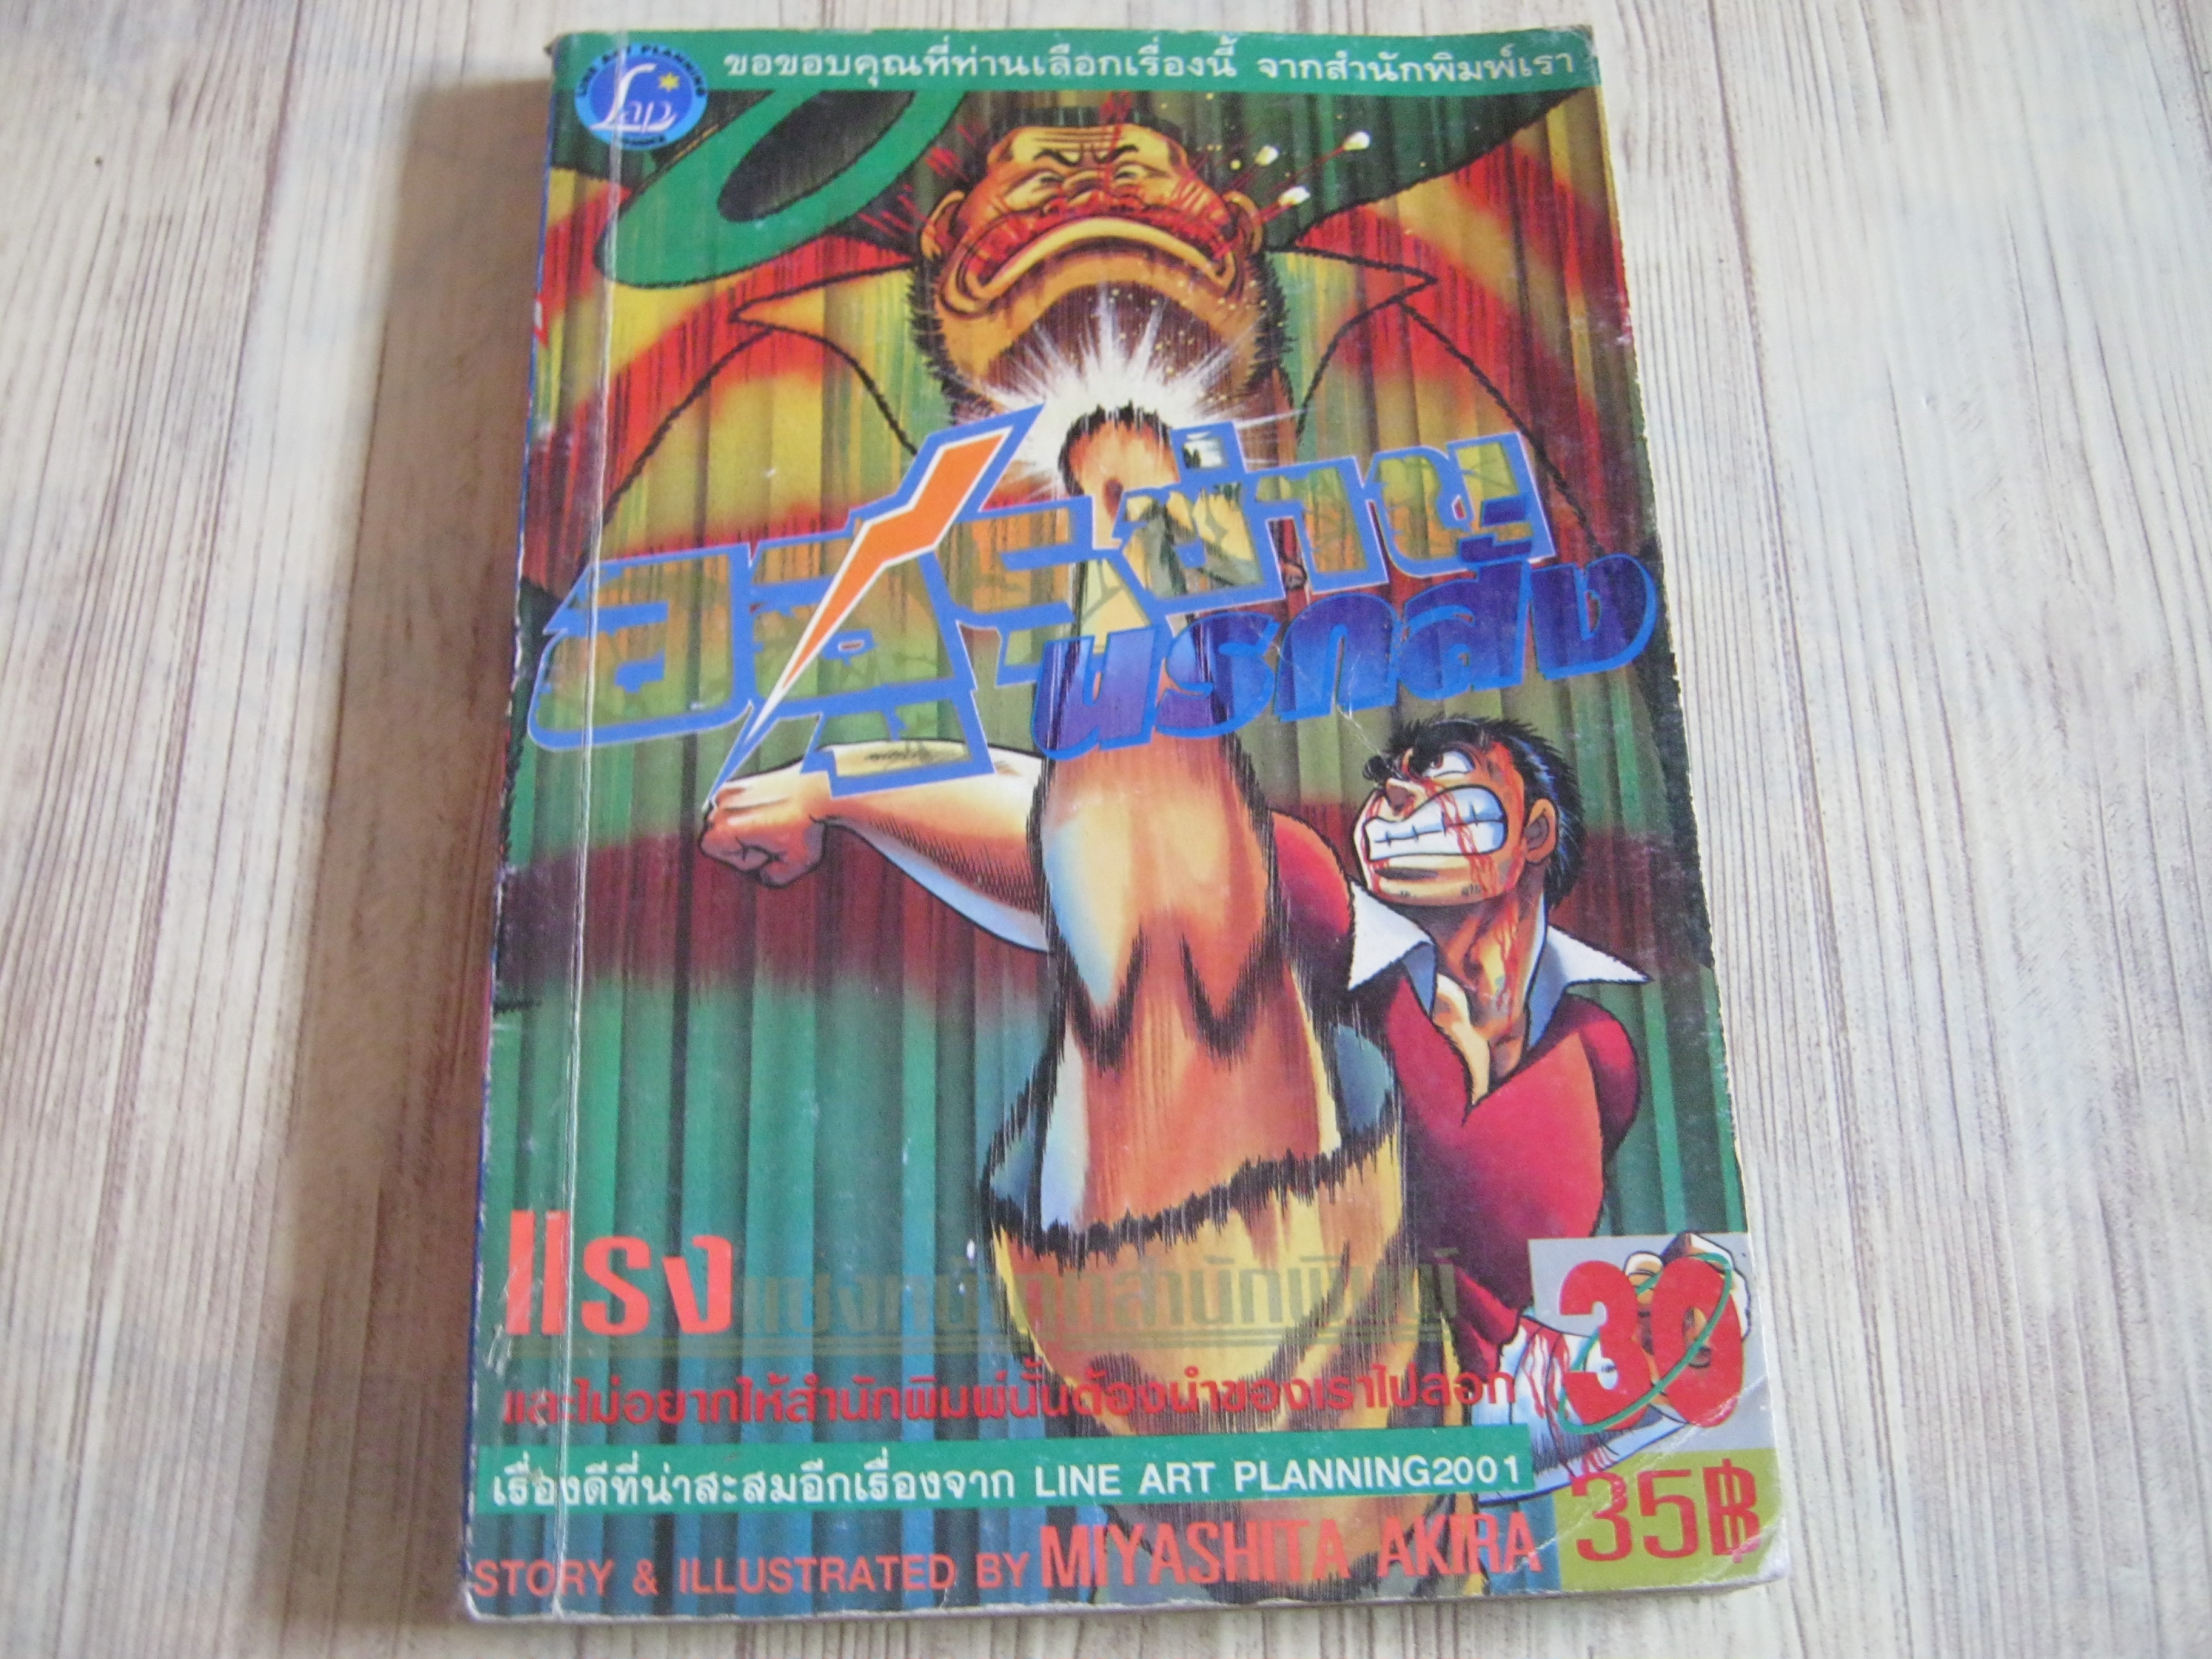 LINE ART PLANNING
Lap
ขอขอบคุณที่ท่านเลือกเรื่องนี้ จากสำนักพิมพ์เรา
นรกสั่ง
แรง
และไม่อยากให้สำนักพิมพ์นั้นต้องนำของเราไปลอก
เรื่องดีที่น่าสะสมอีกเรื่องจาก LINE ART PLANNING2001
STORY & ILLUSTRATED BY MIYASHITA AKIRA
30
35฿